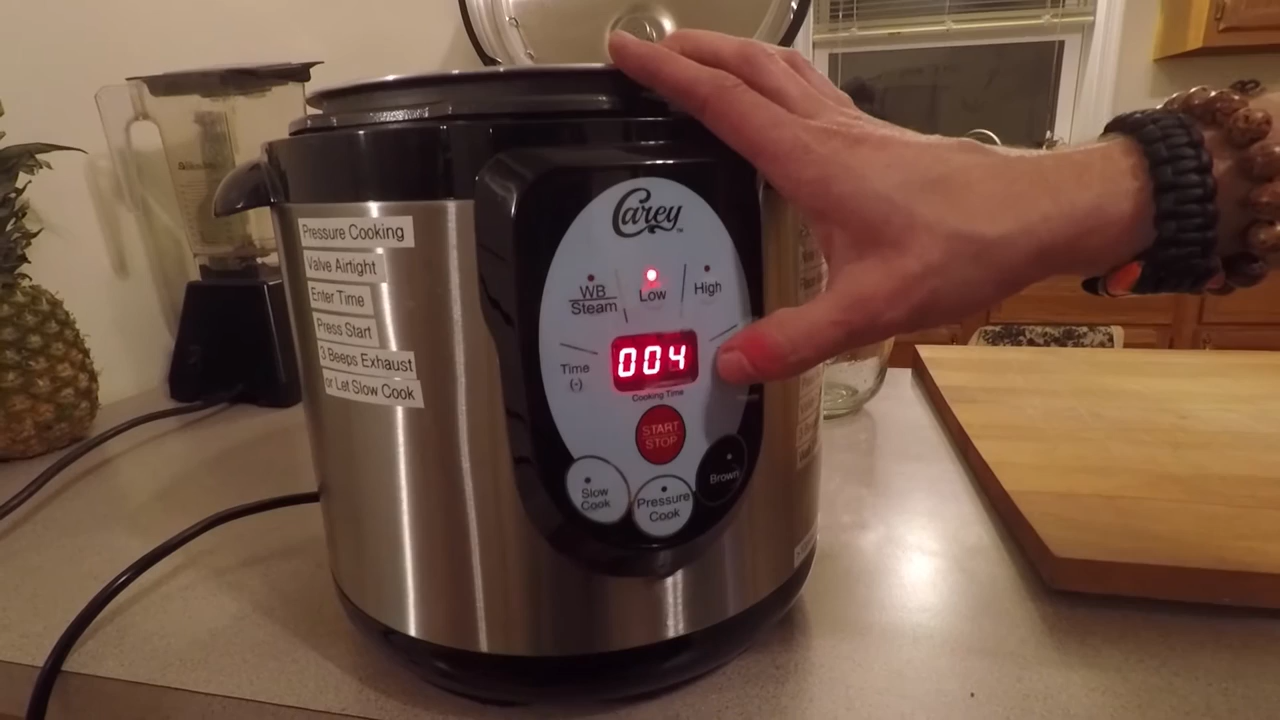 Pressure Cooking
Valve Airtight
Enter Time
Press Start
3 Beeps Exhaust
or Let Slow Cook
Carey™
WB
Steam
Low
High
Time
(-)
004
Cooking Time
START
STOP
Slow
Cook
Pressure
Cook
Brown